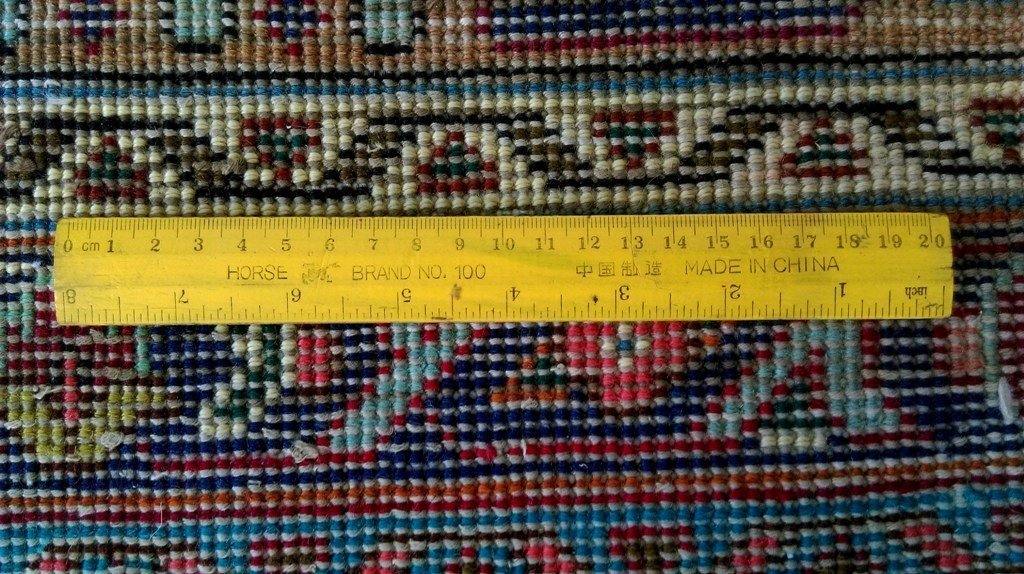 0 cm 1 2 3 4 5 6 7 8 9 10 11 12 13 14 15 16 17 18 19 20
HORSE BRAND NO. 100 中国制造 MADE IN CHINA
8 7 6 5 4 3 2 1 inch